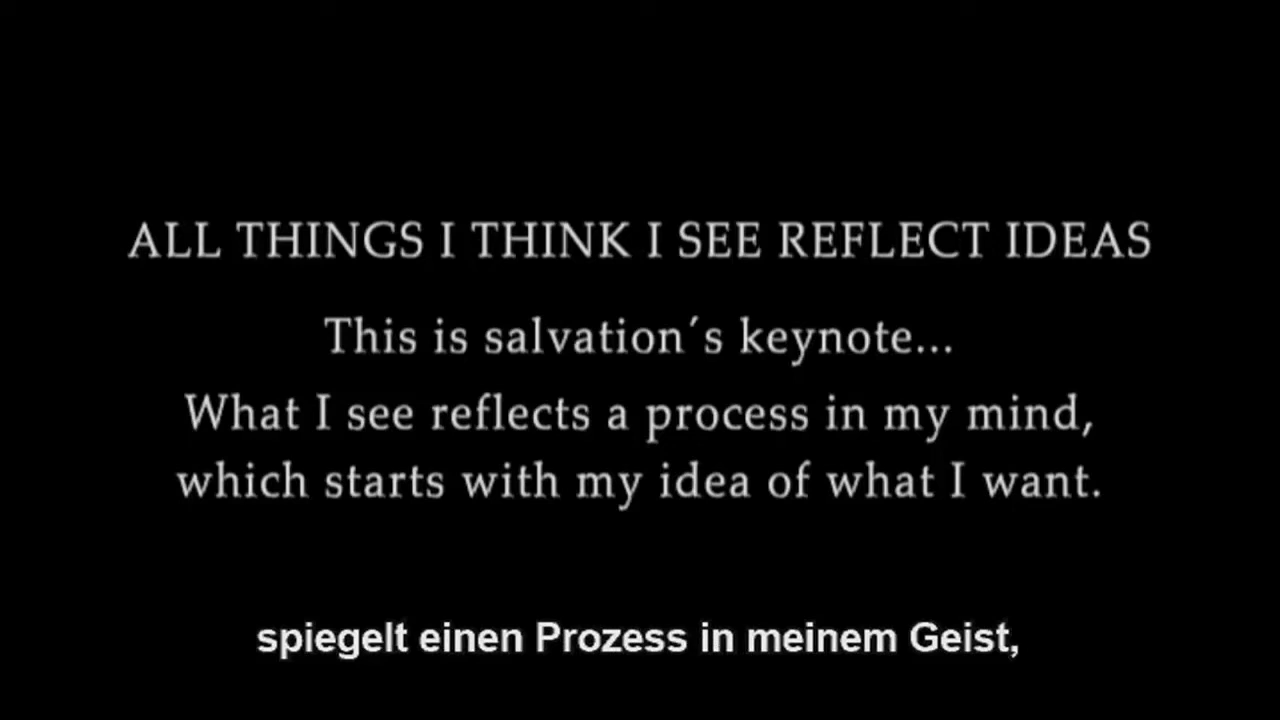 ALL THINGS I THINK I SEE REFLECT IDEAS
This is salvation´s keynote...
What I see reflects a process in my mind,
which starts with my idea of what I want.
spiegelt einen Prozess in meinem Geist,